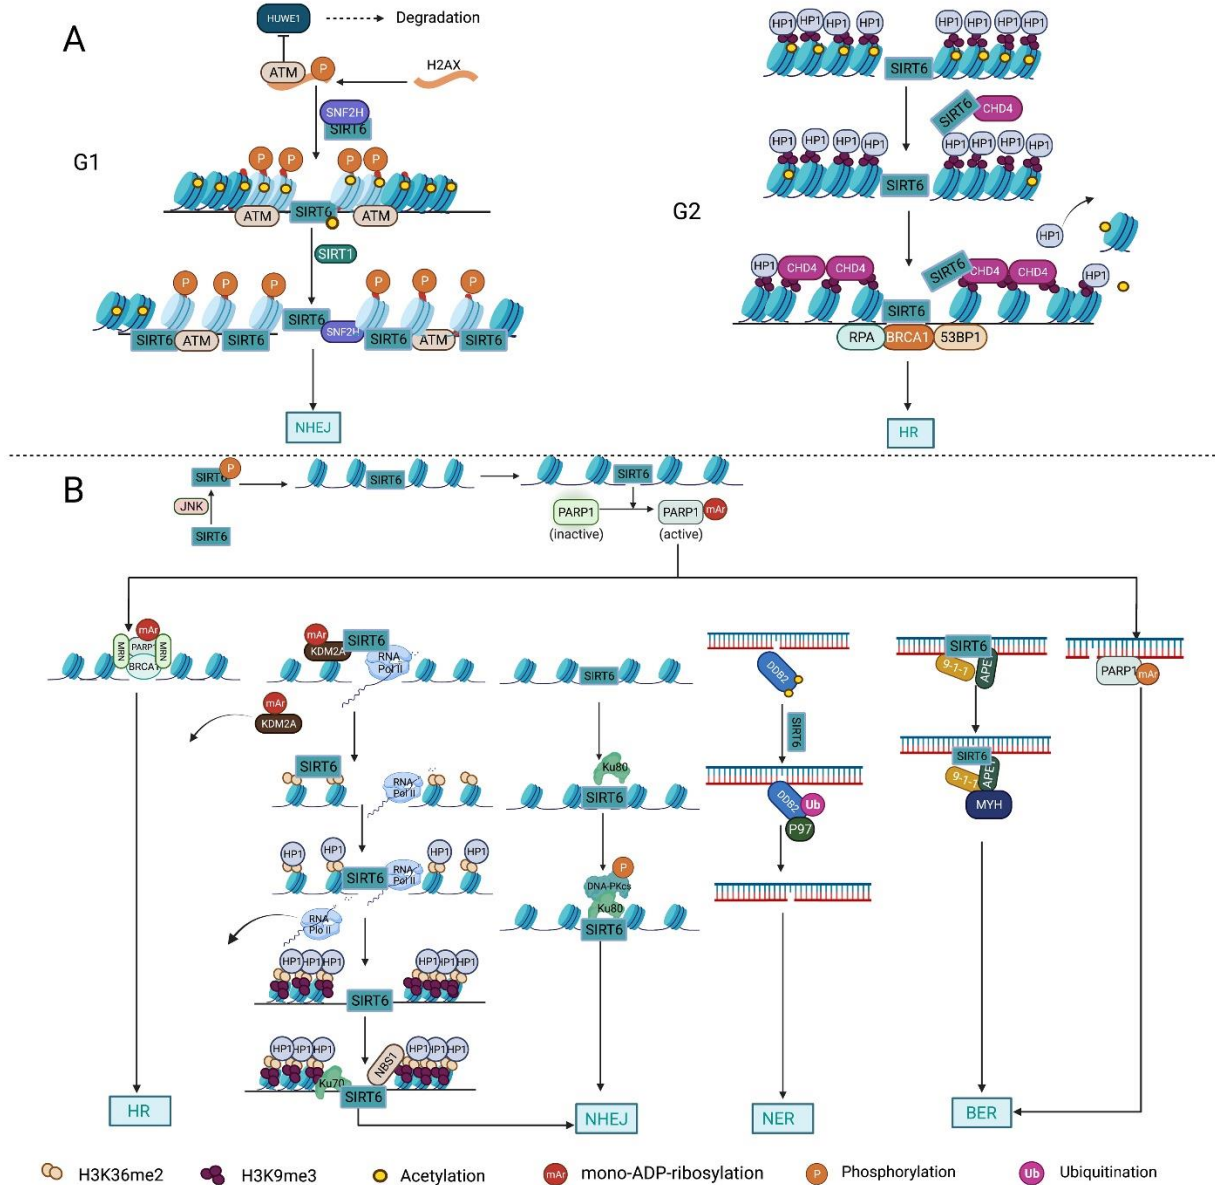 A
HUWE1
Degradation
ATM
P
H2AX
SNF2H
SIRT6
G1
P
P
P
P
ATM
SIRT6
ATM
SIRT1
P
P
P
P
P
P
SIRT6
SNF2H
SIRT6
ATM
SIRT6
SIRT6
ATM
SIRT6
NHEJ
HP1
HP1
HP1
HP1
HP1
HP1
HP1
HP1
SIRT6
SIRT6
CHD4
HP1
HP1
HP1
HP1
HP1
HP1
HP1
HP1
SIRT6
G2
HP1
HP1
CHD4
CHD4
SIRT6
CHD4
CHD4
HP1
SIRT6
RPA
BRCA1
53BP1
HR
B
SIRT6
P
JNK
SIRT6
SIRT6
SIRT6
PARP1
(inactive)
PARP1
mAr
(active)
mAr
MRN
PARP1
MRN
BRCA1
HR
mAr
SIRT6
KDM2A
RNA
Pol II
mAr
KDM2A
SIRT6
RNA
Pol II
HP1
HP1
HP1
HP1
SIRT6
RNA
Pol II
RNA
Plo II
HP1
HP1
HP1
HP1
HP1
HP1
SIRT6
HP1
HP1
HP1
HP1
HP1
HP1
NBS1
Ku70
SIRT6
SIRT6
Ku80
SIRT6
P
DNA-PKcs
Ku80
SIRT6
NHEJ
DDB2
SIRT6
DDB2
Ub
P97
NER
SIRT6
9-1-1
APE1
SIRT6
9-1-1
APE1
MYH
BER
PARP1
mAr
H3K36me2
H3K9me3
Acetylation
mAr
mono-ADP-ribosylation
P
Phosphorylation
Ub
Ubiquitination